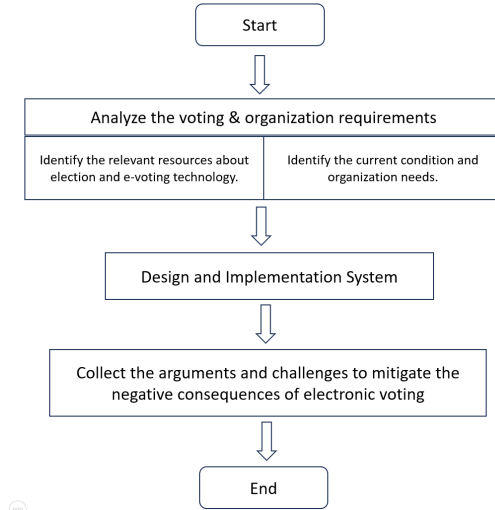 Start
Analyze the voting & organization requirements
Identify the relevant resources about
election and e-voting technology.
Identify the current condition and
organization needs.
Design and Implementation System
Collect the arguments and challenges to mitigate the
negative consequences of electronic voting
End